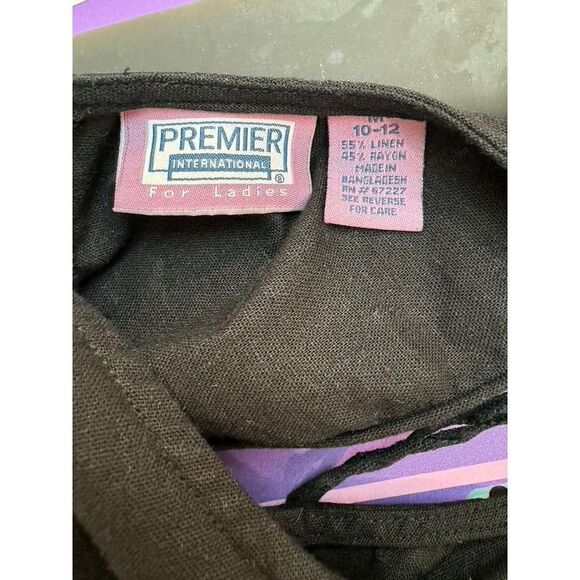 PREMIER
INTERNATIONAL
®
For Ladies
M
10-12
55% LINEN
45% RAYON
MADE IN
BANGLADESH
RN # 67227
SEE REVERSE
FOR CARE